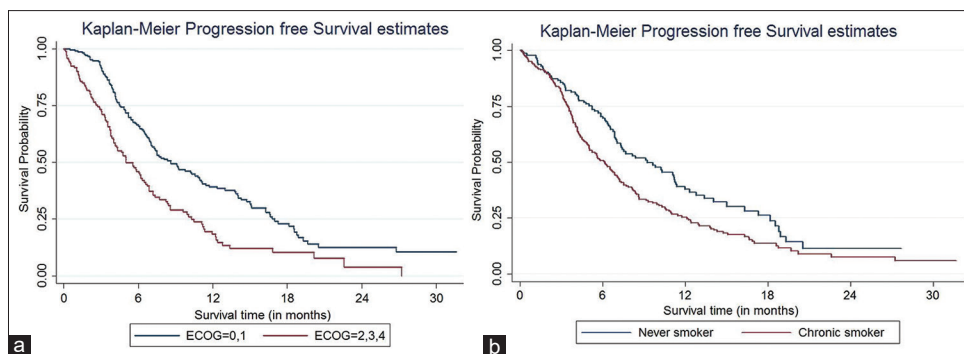 Kaplan-Meier Progression free Survival estimates
Survival Probability
1.00
0.75
0.50
0.25
0.00
0 6 12 18 24 30
Survival time (in months)
ECOG=0,1 ECOG=2,3,4
a
Kaplan-Meier Progression free Survival estimates
Survival Probability
1.00
0.75
0.50
0.25
0.00
0 6 12 18 24 30
Survival time (in months)
Never smoker Chronic smoker
b